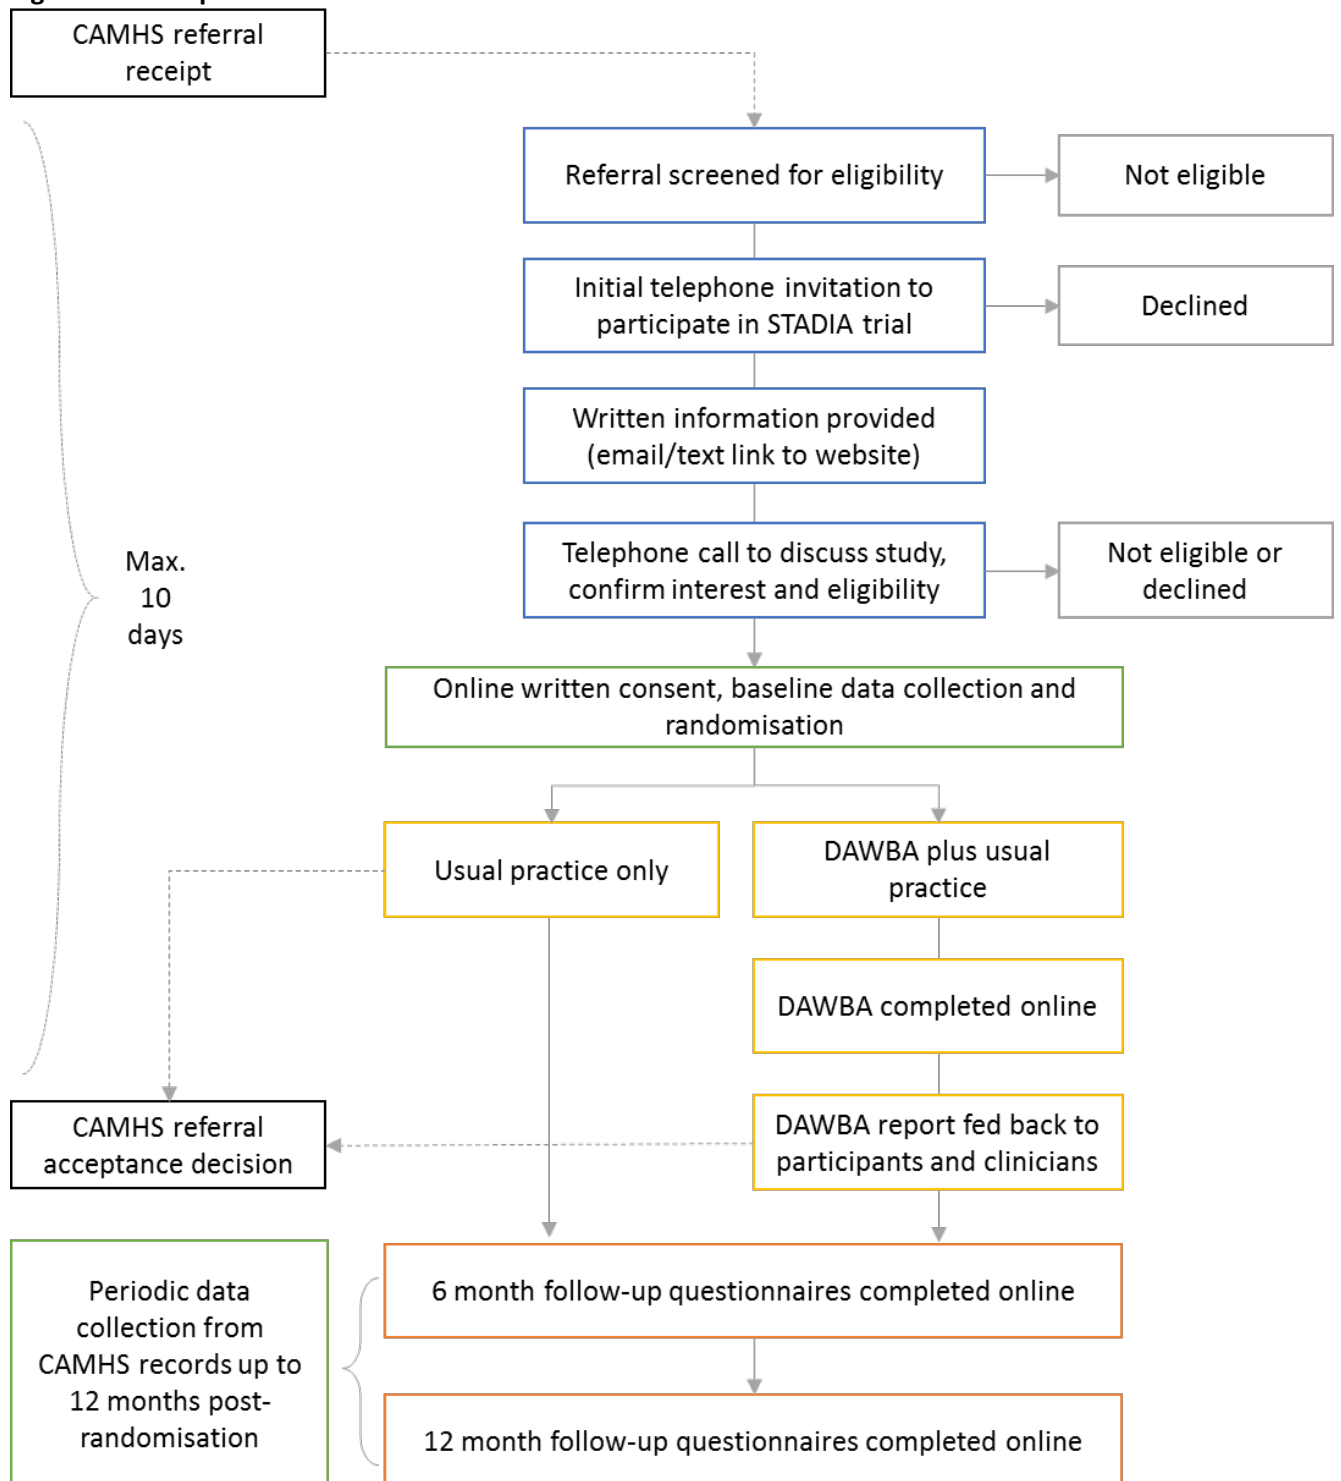 CAMHS referral
receipt
Referral screened for eligibility
Not eligible
Initial telephone invitation to
participate in STADIA trial
Declined
Written information provided
(email/text link to website)
Telephone call to discuss study,
confirm interest and eligibility
Not eligible or
declined
Max.
10
days
Online written consent, baseline data collection and
randomisation
Usual practice only
DAWBA plus usual
practice
DAWBA completed online
CAMHS referral
acceptance decision
DAWBA report fed back to
participants and clinicians
Periodic data
collection from
CAMHS records up to
12 months post-
randomisation
6 month follow-up questionnaires completed online
12 month follow-up questionnaires completed online